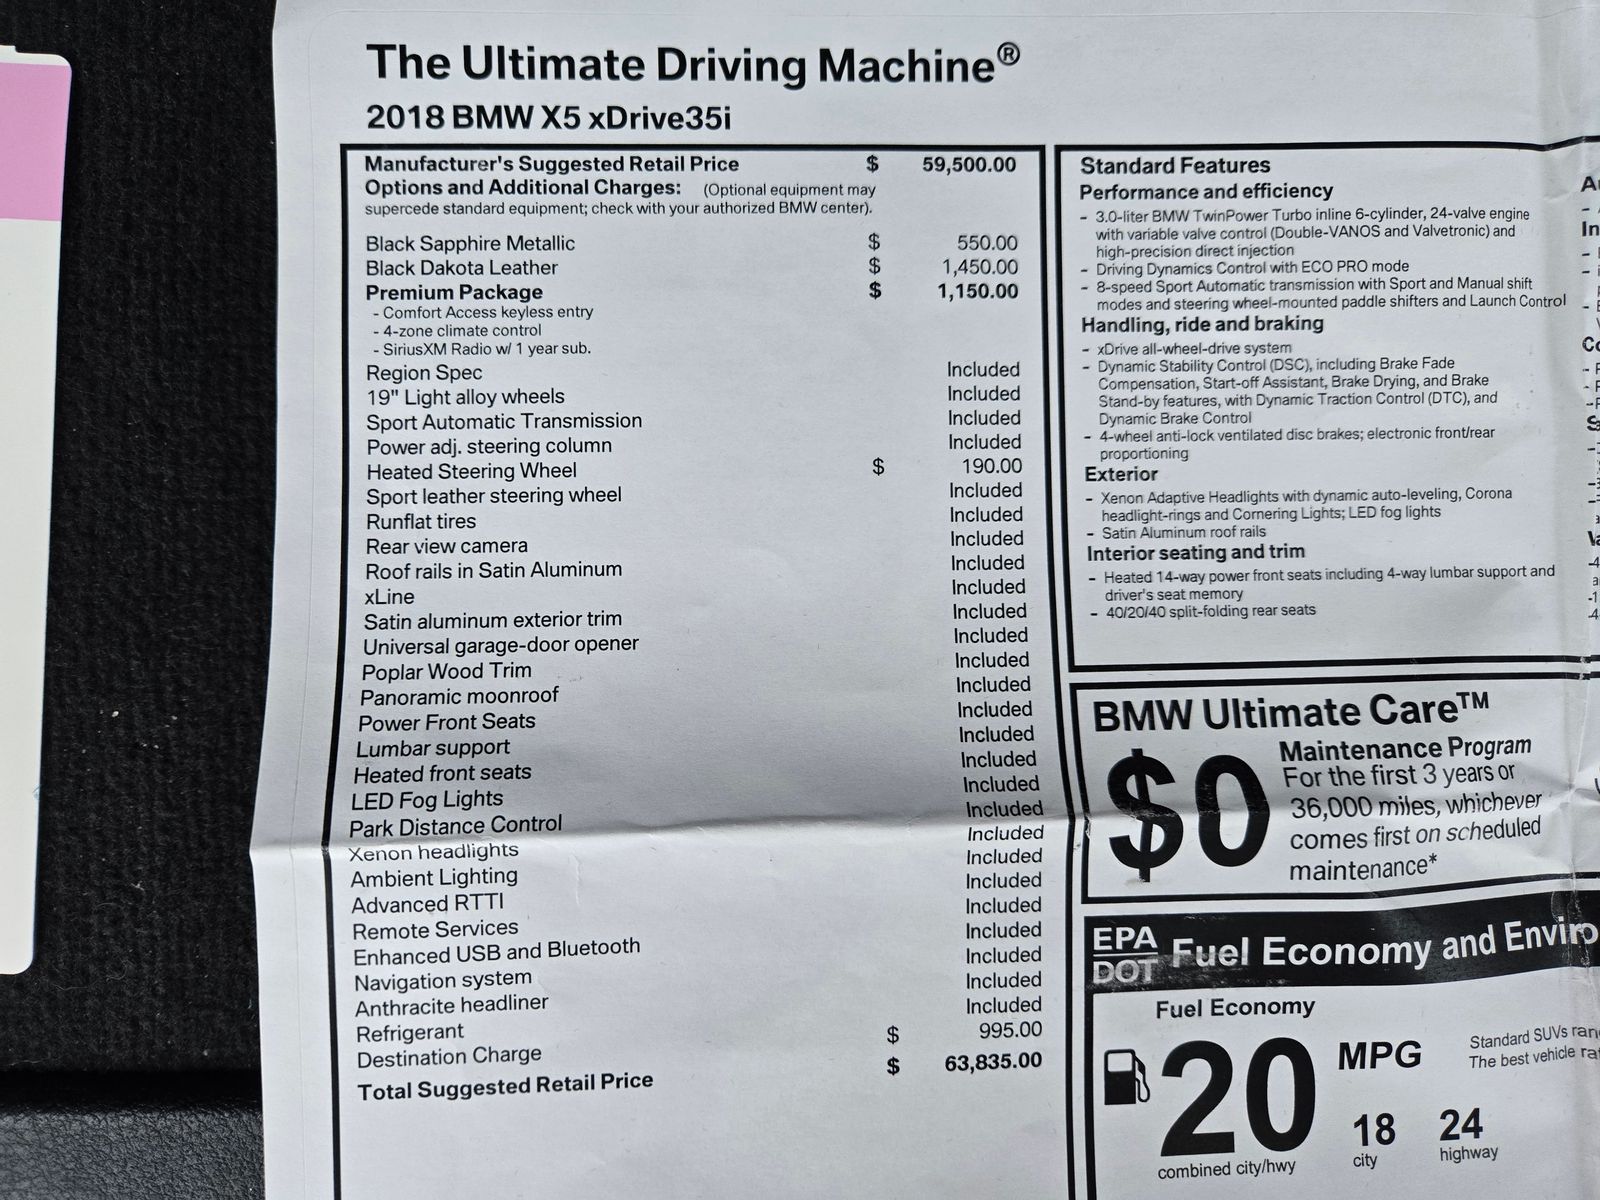 The Ultimate Driving Machine®
2018 BMW X5 xDrive35i
Manufacturer's Suggested Retail Price $ 59,500.00
Options and Additional Charges: (Optional equipment may
supercede standard equipment; check with your authorized BMW center).
Black Sapphire Metallic $ 550.00
Black Dakota Leather $ 1,450.00
Premium Package $ 1,150.00
- Comfort Access keyless entry
- 4-zone climate control
- SiriusXM Radio w/ 1 year sub.
Region Spec Included
19" Light alloy wheels Included
Sport Automatic Transmission Included
Power adj. steering column Included
Heated Steering Wheel $ 190.00
Sport leather steering wheel Included
Runflat tires Included
Rear view camera Included
Roof rails in Satin Aluminum Included
xLine Included
Satin aluminum exterior trim Included
Universal garage-door opener Included
Poplar Wood Trim Included
Panoramic moonroof Included
Power Front Seats Included
Lumbar support Included
Heated front seats Included
LED Fog Lights Included
Park Distance Control Included
Xenon headlights Included
Ambient Lighting Included
Advanced RTTI Included
Remote Services Included
Enhanced USB and Bluetooth Included
Navigation system Included
Anthracite headliner Included
Refrigerant Included
Destination Charge $ 995.00
Total Suggested Retail Price $ 63,835.00
Standard Features
Performance and efficiency
- 3.0-liter BMW TwinPower Turbo inline 6-cylinder, 24-valve engine
with variable valve control (Double-VANOS and Valvetronic) and
high-precision direct injection
- Driving Dynamics Control with ECO PRO mode
- 8-speed Sport Automatic transmission with Sport and Manual shift
modes and steering wheel-mounted paddle shifters and Launch Control
Handling, ride and braking
- xDrive all-wheel-drive system
- Dynamic Stability Control (DSC), including Brake Fade
Compensation, Start-off Assistant, Brake Drying, and Brake
Stand-by features, with Dynamic Traction Control (DTC), and
Dynamic Brake Control
- 4-wheel anti-lock ventilated disc brakes; electronic front/rear
proportioning
Exterior
- Xenon Adaptive Headlights with dynamic auto-leveling, Corona
headlight-rings and Cornering Lights; LED fog lights
- Satin Aluminum roof rails
Interior seating and trim
- Heated 14-way power front seats including 4-way lumbar support and
driver's seat memory
- 40/20/40 split-folding rear seats
BMW Ultimate Care™
$0
Maintenance Program
For the first 3 years or
36,000 miles, whichever
comes first on scheduled
maintenance*
EPA
DOT
Fuel Economy and Enviro
Fuel Economy
20 MPG
combined city/hwy
18
city
24
highway
Standard SUVs ran
The best vehicle rat